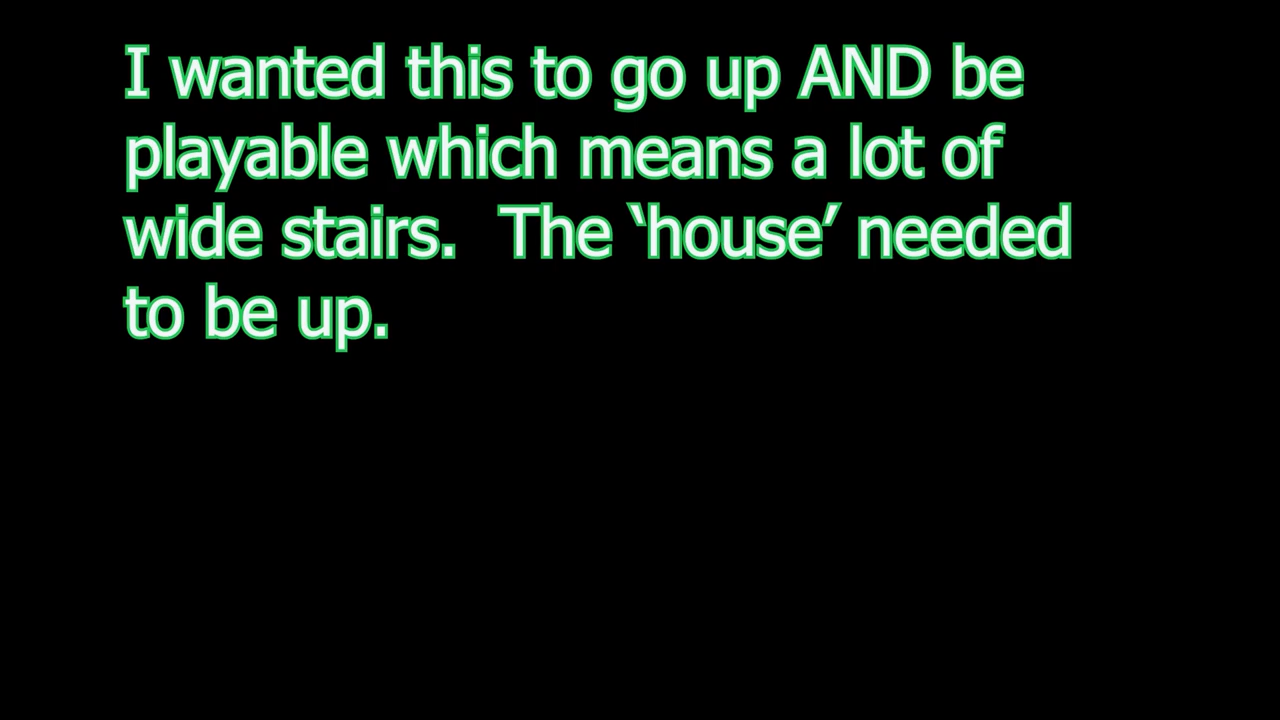 I wanted this to go up AND be
playable which means a lot of
wide stairs.  The ‘house’ needed
to be up.